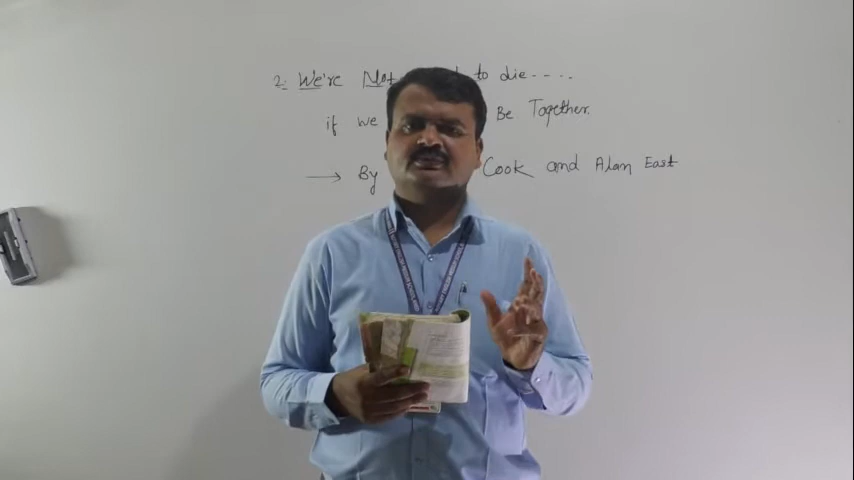 2. We're Not to die.....
if we Be Together.
→ By Cook and Alan East